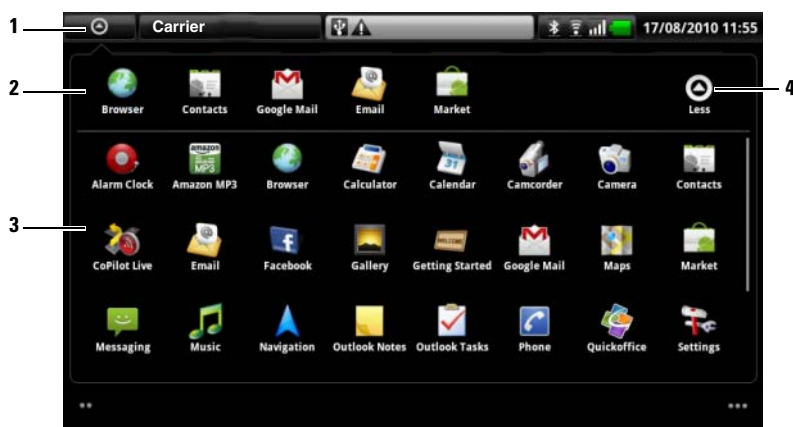 1 Carrier 17/08/2010 11:55
2 Browser Contacts Google Mail Email Market Less 4
Alarm Clock Amazon MP3 Browser Calculator Calendar Camcorder Camera Contacts
3 CoPilot Live Email Facebook Gallery Getting Started Google Mail Maps Market
Messaging Music Navigation Outlook Notes Outlook Tasks Phone Quickoffice Settings